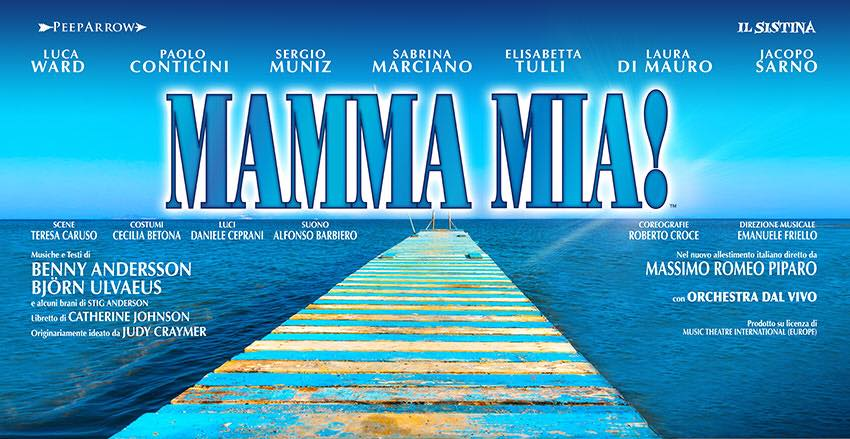 PEEPARROW
IL SISTINA
LUCA WARD
PAOLO CONTICINI
SERGIO MUNIZ
SABRINA MARCIANO
ELISABETTA TULLI
LAURA DI MAURO
JACOPO SARNO
MAMMA MIA!
™
SCENE
TERESA CARUSO
COSTUMI
CECILIA BETONA
LUCI
DANIELE CEPRANI
SUONO
ALFONSO BARBIERO
COREOGRAFIE
ROBERTO CROCE
DIREZIONE MUSICALE
EMANUELE FRIELLO
Musiche e Testi di
BENNY ANDERSSON
BJÖRN ULVAEUS
e alcuni brani di STIG ANDERSON
Libretto di CATHERINE JOHNSON
Originariamente ideato da JUDY CRAYMER
Nel nuovo allestimento italiano diretto da
MASSIMO ROMEO PIPARO
con ORCHESTRA DAL VIVO
Prodotto su licenza di
MUSIC THEATRE INTERNATIONAL (EUROPE)